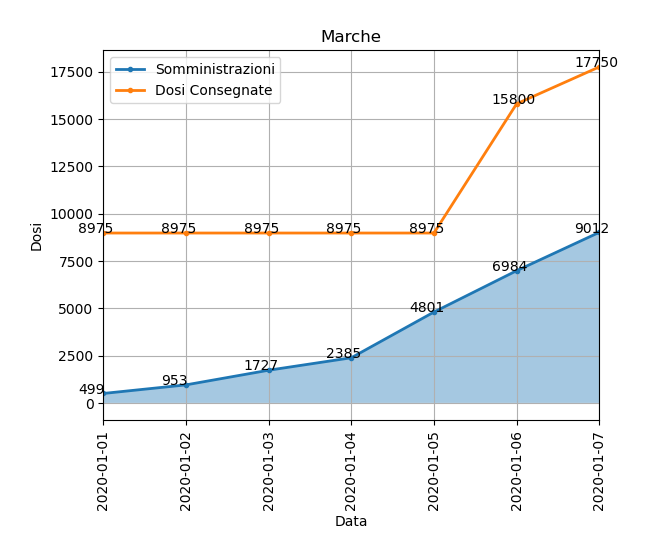 Marche
Somministrazioni
Dosi Consegnate
17500
15000
12500
10000
7500
5000
2500
0
Dosi
8975 8975 8975 8975 8975 15800 17750
499 953 1727 2385 4801 6984 9012
2020-01-01
2020-01-02
2020-01-03
2020-01-04
2020-01-05
2020-01-06
2020-01-07
Data